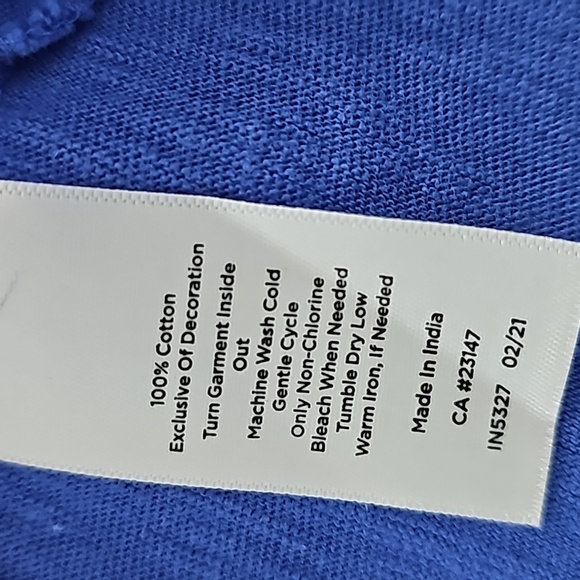 100% Cotton
Exclusive Of Decoration
Turn Garment Inside
Out
Machine Wash Cold
Gentle Cycle
Only Non-Chlorine
Bleach When Needed
Tumble Dry Low
Warm Iron, If Needed
Made In India
CA #23147
IN5327 02/21